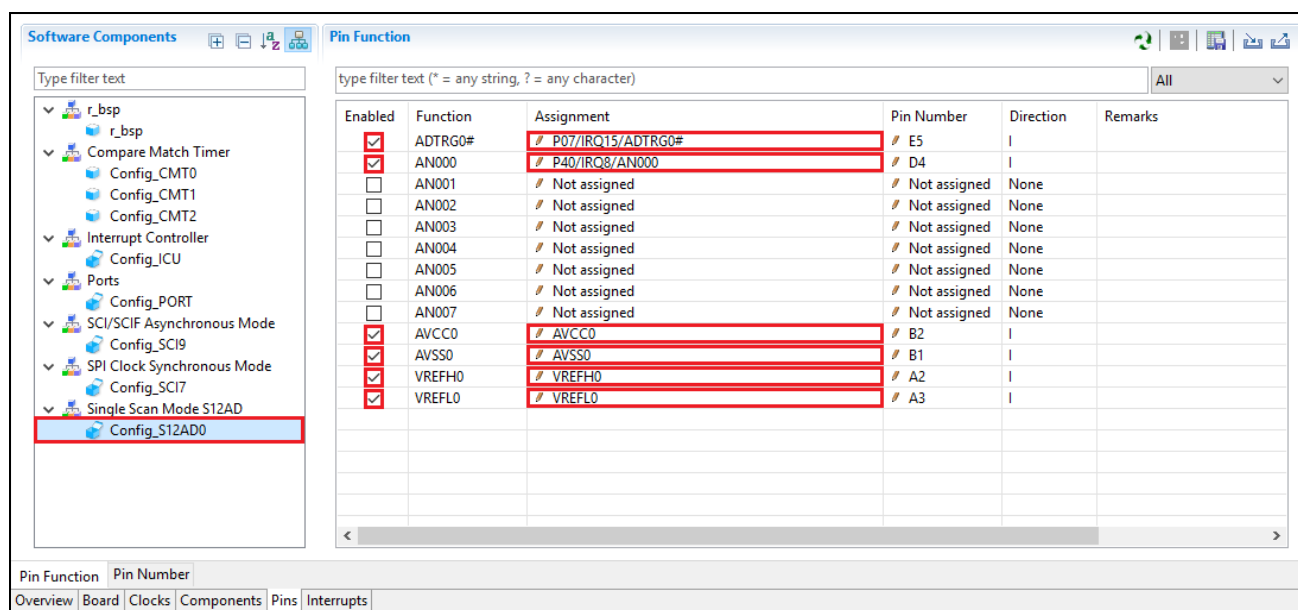 Software Components
Type filter text
r_bsp
r_bsp
Compare Match Timer
Config_CMT0
Config_CMT1
Config_CMT2
Interrupt Controller
Config_ICU
Ports
Config_PORT
SCI/SCIF Asynchronous Mode
Config_SCI9
SPI Clock Synchronous Mode
Config_SCI7
Single Scan Mode S12AD
Config_S12AD0
Pin Function
type filter text (* = any string, ? = any character) All
Enabled Function Assignment Pin Number Direction Remarks
ADTRG0# P07/IRQ15/ADTRG0# E5 I
AN000 P40/IRQ8/AN000 D4 I
AN001 Not assigned Not assigned None
AN002 Not assigned Not assigned None
AN003 Not assigned Not assigned None
AN004 Not assigned Not assigned None
AN005 Not assigned Not assigned None
AN006 Not assigned Not assigned None
AN007 Not assigned Not assigned None
AVCC0 AVCC0 B2 I
AVSS0 AVSS0 B1 I
VREFH0 VREFH0 A2 I
VREFL0 VREFL0 A3 I
Pin Function Pin Number
Overview Board Clocks Components Pins Interrupts